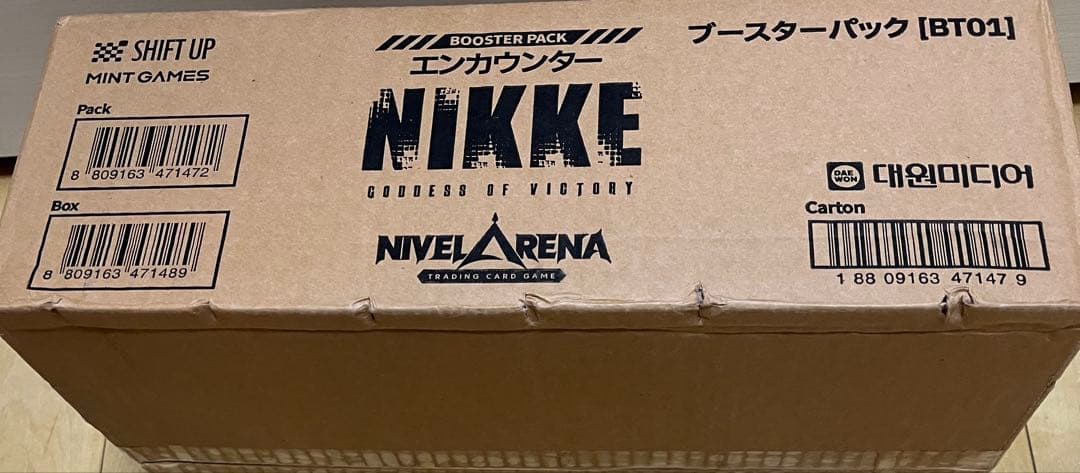 SHIFT UP
MINT GAMES
Pack
8 809163 471472
Box
8 809163 471489
BOOSTER PACK
エンカウンター
NIKKE
GODDESS OF VICTORY
NIVEL ARENA
TRADING CARD GAME
ブースターパック [BT01]
DAE WON 대원미디어
Carton
1 88 09163 47147 9